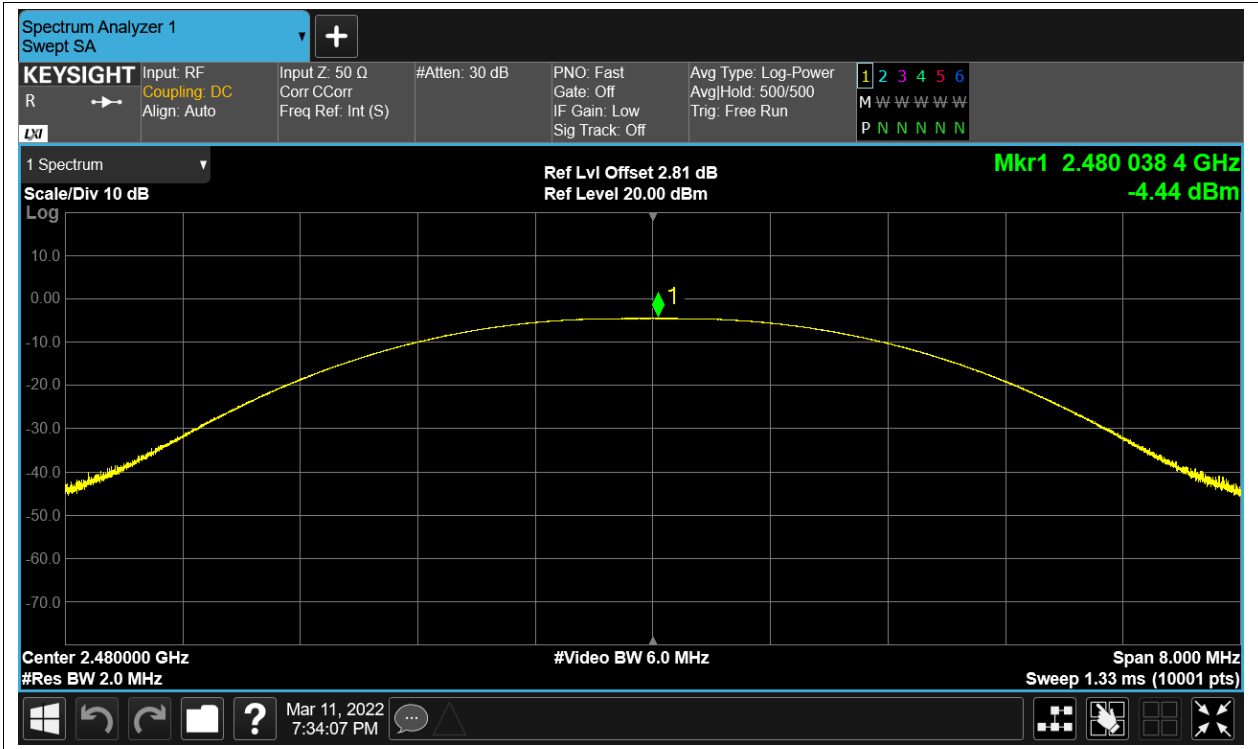 Spectrum Analyzer 1
Swept SA
KEYSIGHT
R
LXI
Input: RF
Coupling: DC
Align: Auto
Input Z: 50 Ω
Corr CCorr
Freq Ref: Int (S)
#Atten: 30 dB
PNO: Fast
Gate: Off
IF Gain: Low
Sig Track: Off
Avg Type: Log-Power
Avg|Hold: 500/500
Trig: Free Run
1 2 3 4 5 6
M W W W W W
P N N N N N
1 Spectrum
Scale/Div 10 dB
Ref Lvl Offset 2.81 dB
Ref Level 20.00 dBm
Mkr1 2.480 038 4 GHz
-4.44 dBm
Log
10.0
0.00
-10.0
-20.0
-30.0
-40.0
-50.0
-60.0
-70.0
1
Center 2.480000 GHz
#Video BW 6.0 MHz
Span 8.000 MHz
#Res BW 2.0 MHz
Sweep 1.33 ms (10001 pts)
?
Mar 11, 2022
7:34:07 PM